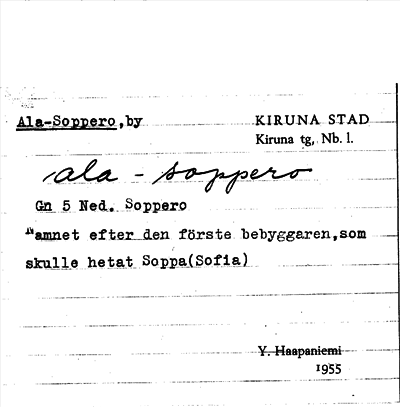 Ala-Soppero, by KIRUNA STAD
Kiruna tg, Nb. l.
ala - soppero
Gn 5 Ned. Soppero
Namnet efter den förste bebyggaren, som
skulle hetat Soppa(Sofia)
Y. Haapaniemi
1955